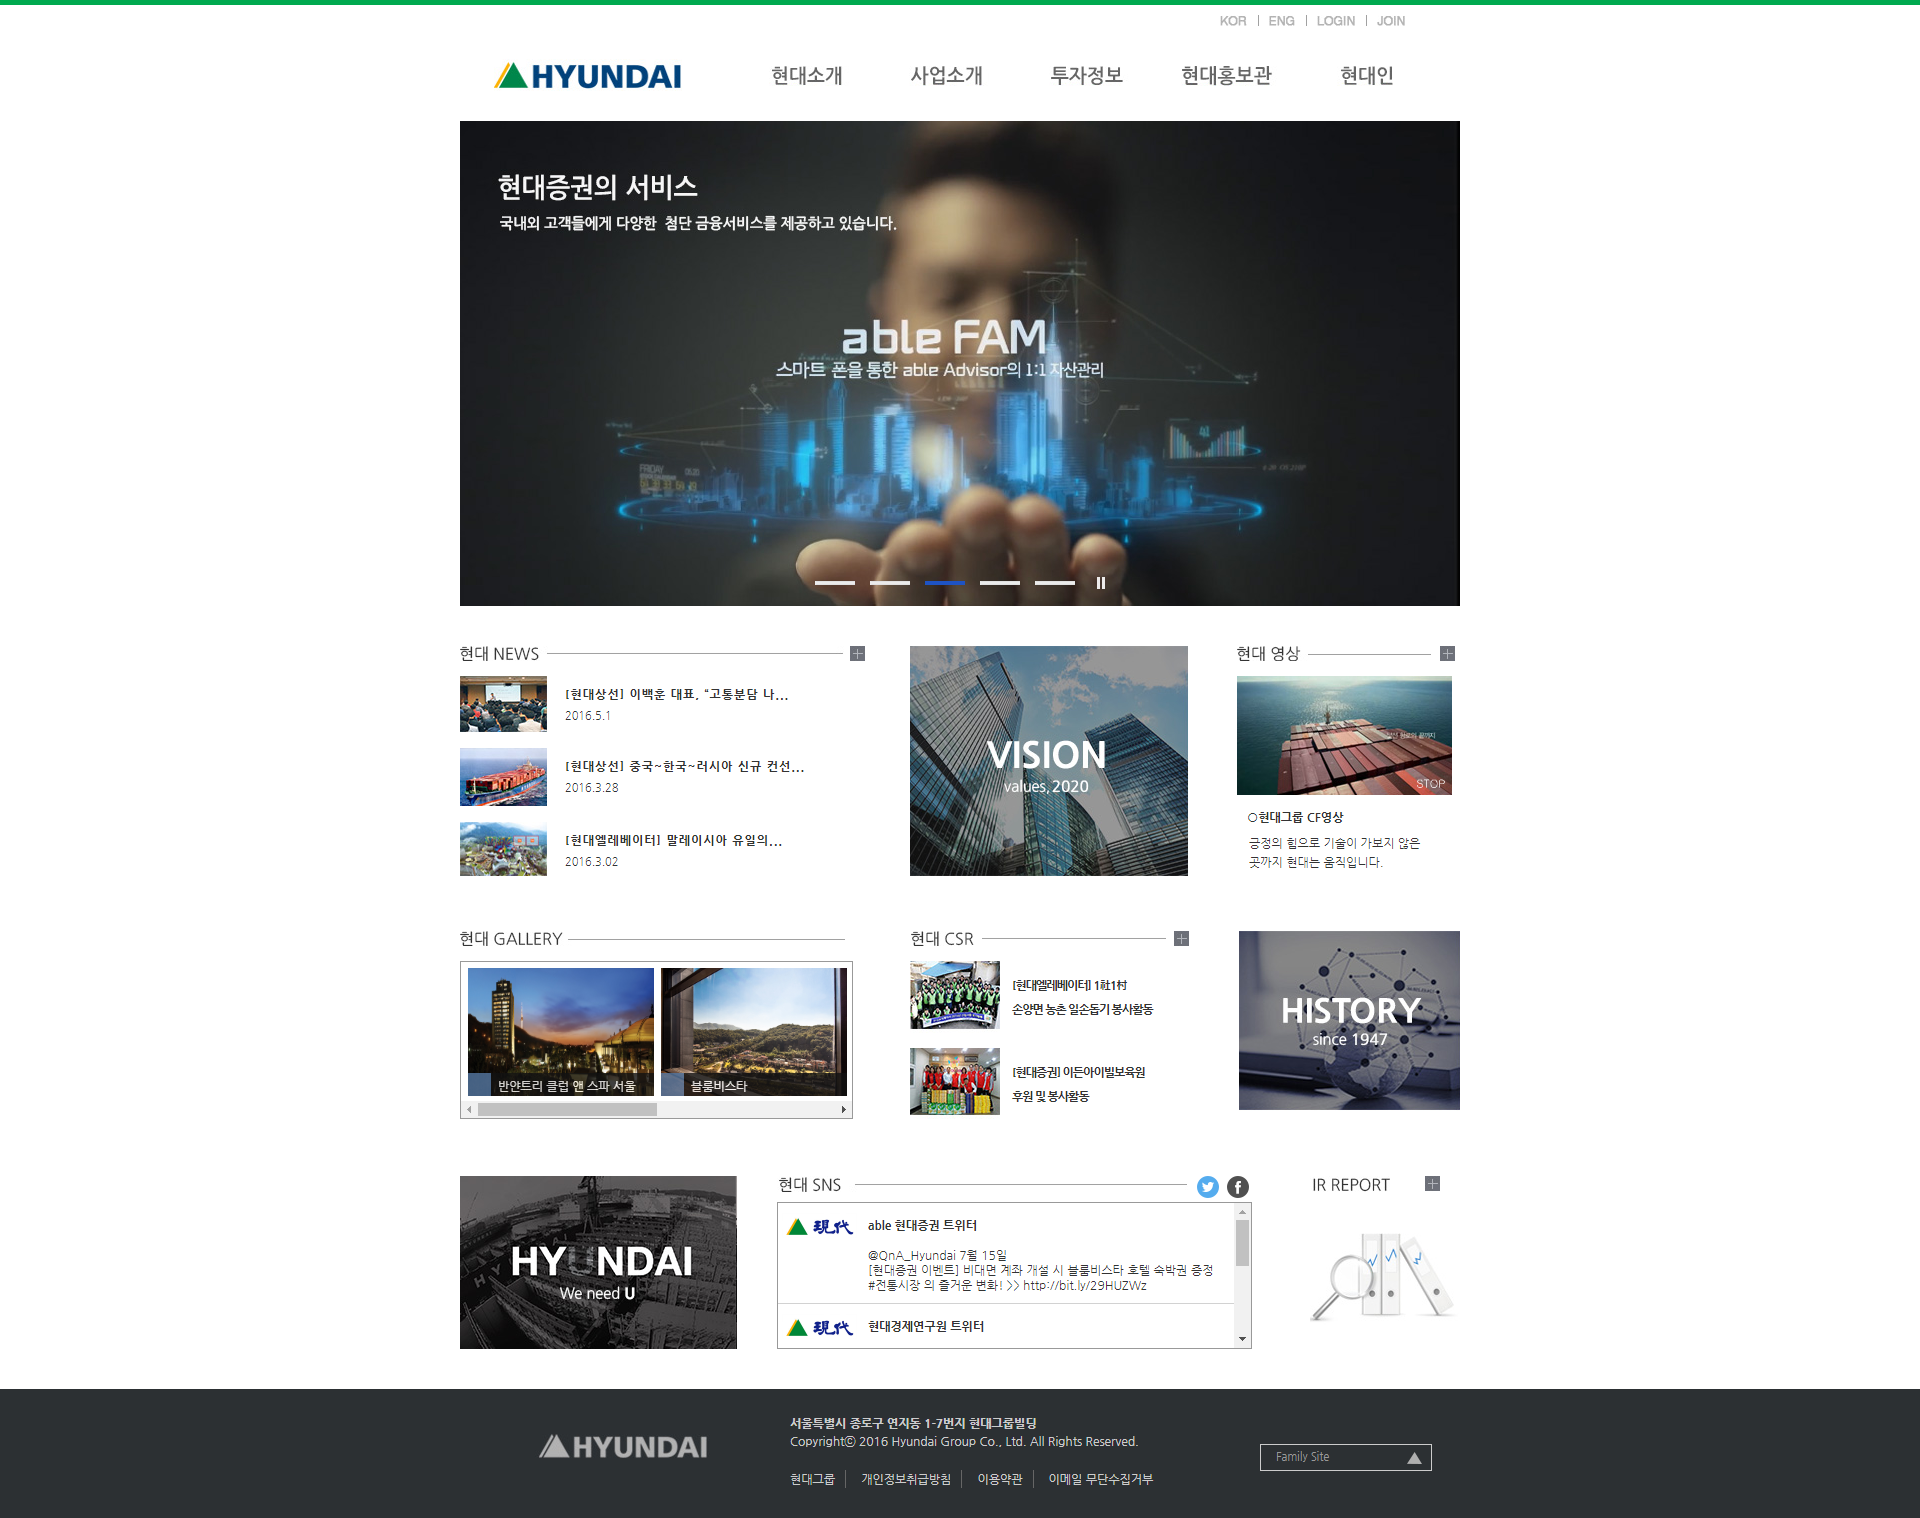 KOR | ENG | LOGIN | JOIN
HYUNDAI
현대소개 사업소개 투자정보 현대홍보관 현대인
현대증권의 서비스
국내외 고객들에게 다양한 첨단 금융서비스를 제공하고 있습니다.
able FAM
스마트 폰을 통한 able Advisor의 1:1 자산관리
41
FRIDAY
현대 NEWS
[현대상선] 이백훈 대표, “고통분담 나...
2016.5.1
[현대상선] 중국~한국~러시아 신규 컨선...
2016.3.28
[현대엘레베이터] 말레이시아 유일의...
2016.3.02
VISION
values, 2020
현대 영상
STOP
○현대그룹 CF영상
긍정의 힘으로 기술이 가보지 않은
곳까지 현대는 움직입니다.
현대 GALLERY
반얀트리 클럽 앤 스파 서울
블룸비스타
현대 CSR
[현대엘레베이터] 1社1村
손양면 농촌 일손돕기 봉사활동
[현대증권] 이든아이빌보육원
후원 및 봉사활동
HISTORY
since 1947
HYUNDAI
We need U
현대 SNS
現代
able 현대증권 트위터
@QnA_Hyundai 7월 15일
[현대증권 이벤트] 비대면 계좌 개설 시 블룸비스타 호텔 숙박권 증정
#전통시장 의 즐거운 변화! >> http://bit.ly/29HUZWz
現代
현대경제연구원 트위터
IR REPORT
HYUNDAI
서울특별시 종로구 연지동 1-7번지 현대그룹빌딩
Copyrightⓒ 2016 Hyundai Group Co., Ltd. All Rights Reserved.
현대그룹 | 개인정보취급방침 | 이용약관 | 이메일 무단수집거부
Family Site